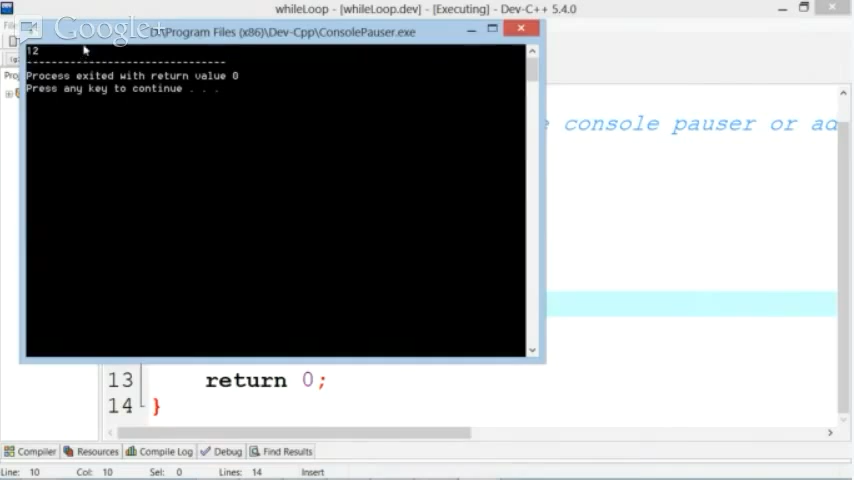 whileLoop - [whileLoop.dev] - [Executing] - Dev-C++ 5.4.0
Google+
D:\Program Files (x86)\Dev-Cpp\ConsolePauser.exe
12
--------------------------------
Process exited with return value 0
Press any key to continue . . .
console pauser or ad
13 return 0;
14 }
Compiler Resources Compile Log Debug Find Results
Line: 10 Col: 10 Sel: 0 Lines: 14 Insert